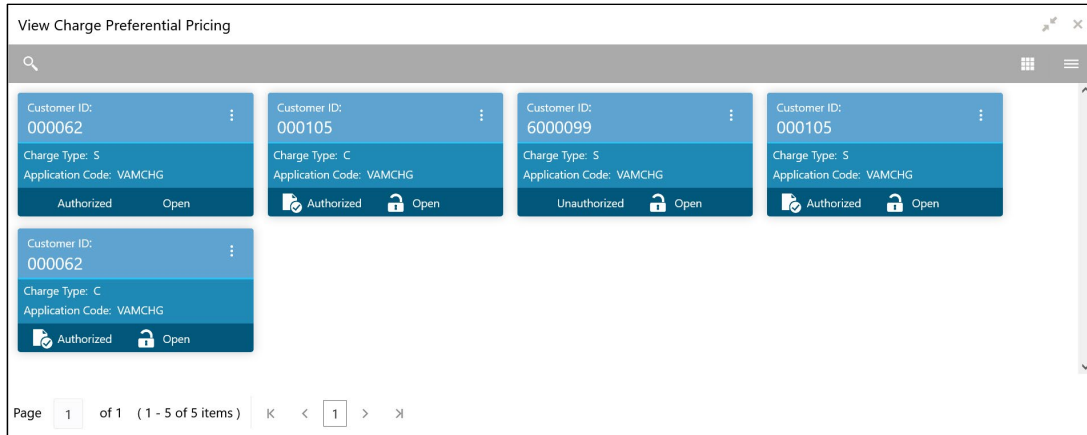 View Charge Preferential Pricing
Customer ID:
000062
Charge Type: S
Application Code: VAMCHG
Authorized Open
Customer ID:
000105
Charge Type: C
Application Code: VAMCHG
Authorized Open
Customer ID:
6000099
Charge Type: S
Application Code: VAMCHG
Unauthorized Open
Customer ID:
000105
Charge Type: S
Application Code: VAMCHG
Authorized Open
Customer ID:
000062
Charge Type: C
Application Code: VAMCHG
Authorized Open
Page 1 of 1 ( 1 - 5 of 5 items ) 1